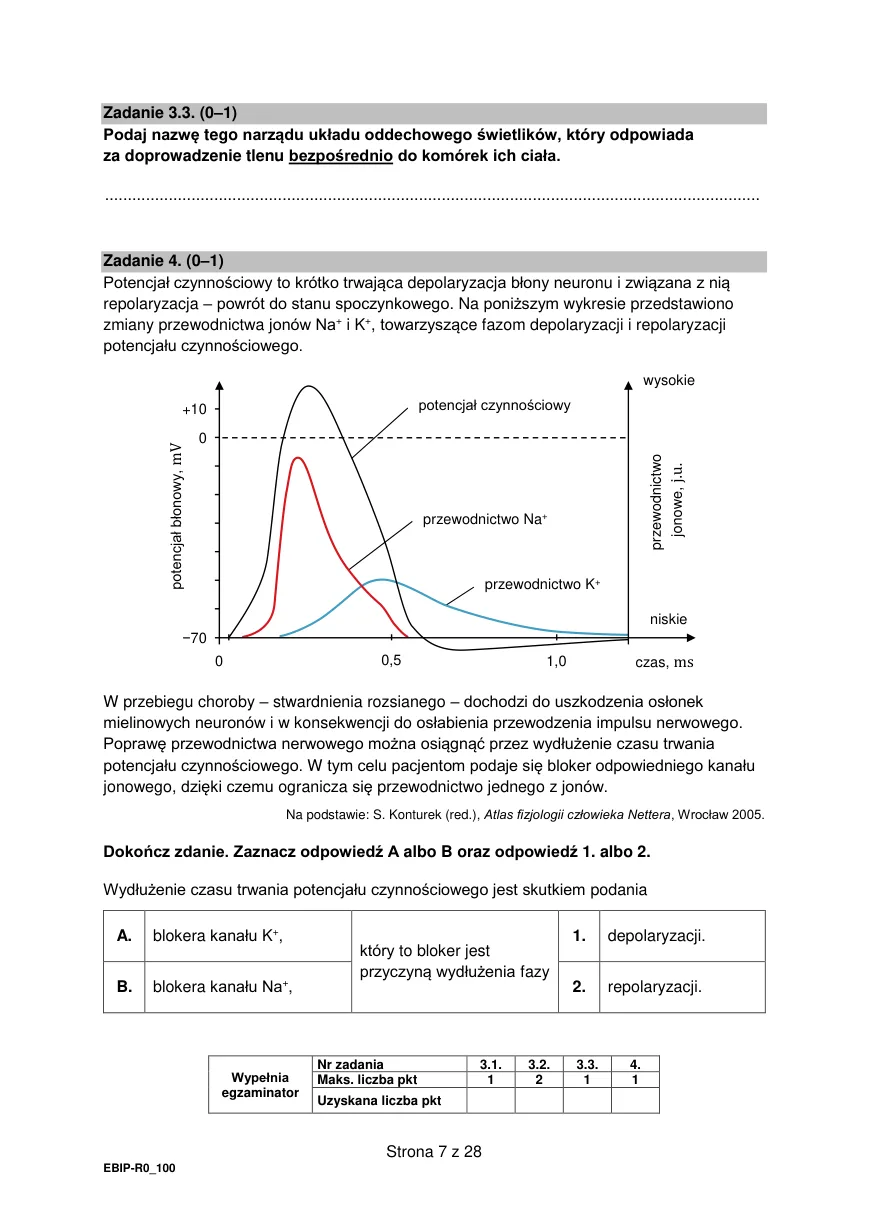 Zadanie 3.3. (0–1)
Podaj nazwę tego narządu układu oddechowego świetlików, który odpowiada
za doprowadzenie tlenu bezpośrednio do komórek ich ciała.
....................................................................................................................................................
Zadanie 4. (0–1)
Potencjał czynnościowy to krótko trwająca depolaryzacja błony neuronu i związana z nią
repolaryzacja – powrót do stanu spoczynkowego. Na poniższym wykresie przedstawiono
zmiany przewodnictwa jonów Na⁺ i K⁺, towarzyszące fazom depolaryzacji i repolaryzacji
potencjału czynnościowego.
wysokie
+10
potencjał czynnościowy
0
potencjał błonowy, mV
przewodnictwo
jonowe, j.u.
przewodnictwo Na⁺
przewodnictwo K⁺
niskie
–70
0
0,5
1,0
czas, ms
W przebiegu choroby – stwardnienia rozsianego – dochodzi do uszkodzenia osłonek
mielinowych neuronów i w konsekwencji do osłabienia przewodzenia impulsu nerwowego.
Poprawę przewodnictwa nerwowego można osiągnąć przez wydłużenie czasu trwania
potencjału czynnościowego. W tym celu pacjentom podaje się bloker odpowiedniego kanału
jonowego, dzięki czemu ogranicza się przewodnictwo jednego z jonów.
Na podstawie: S. Konturek (red.), Atlas fizjologii człowieka Nettera, Wrocław 2005.
Dokończ zdanie. Zaznacz odpowiedź A albo B oraz odpowiedź 1. albo 2.
Wydłużenie czasu trwania potencjału czynnościowego jest skutkiem podania
A. blokera kanału K⁺,
B. blokera kanału Na⁺,
który to bloker jest
przyczyną wydłużenia fazy
1. depolaryzacji.
2. repolaryzacji.
Wypełnia
egzaminator
Nr zadania 3.1. 3.2. 3.3. 4.
Maks. liczba pkt 1 2 1 1
Uzyskana liczba pkt
Strona 7 z 28
EBIP-R0_100